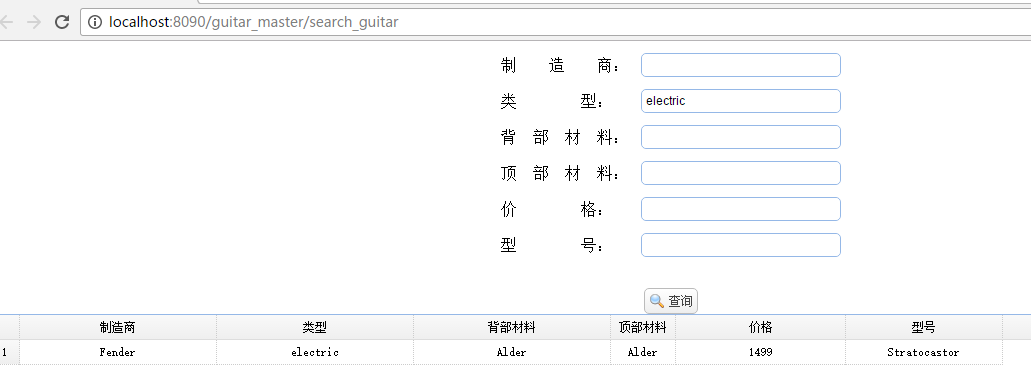 localhost:8090/guitar_master/search_guitar
制 造 商：
类 型： electric
背 部 材 料：
顶 部 材 料：
价 格：
型 号：
查询
制造商 类型 背部材料 顶部材料 价格 型号
1 Fender electric Alder Alder 1499 Stratocastor